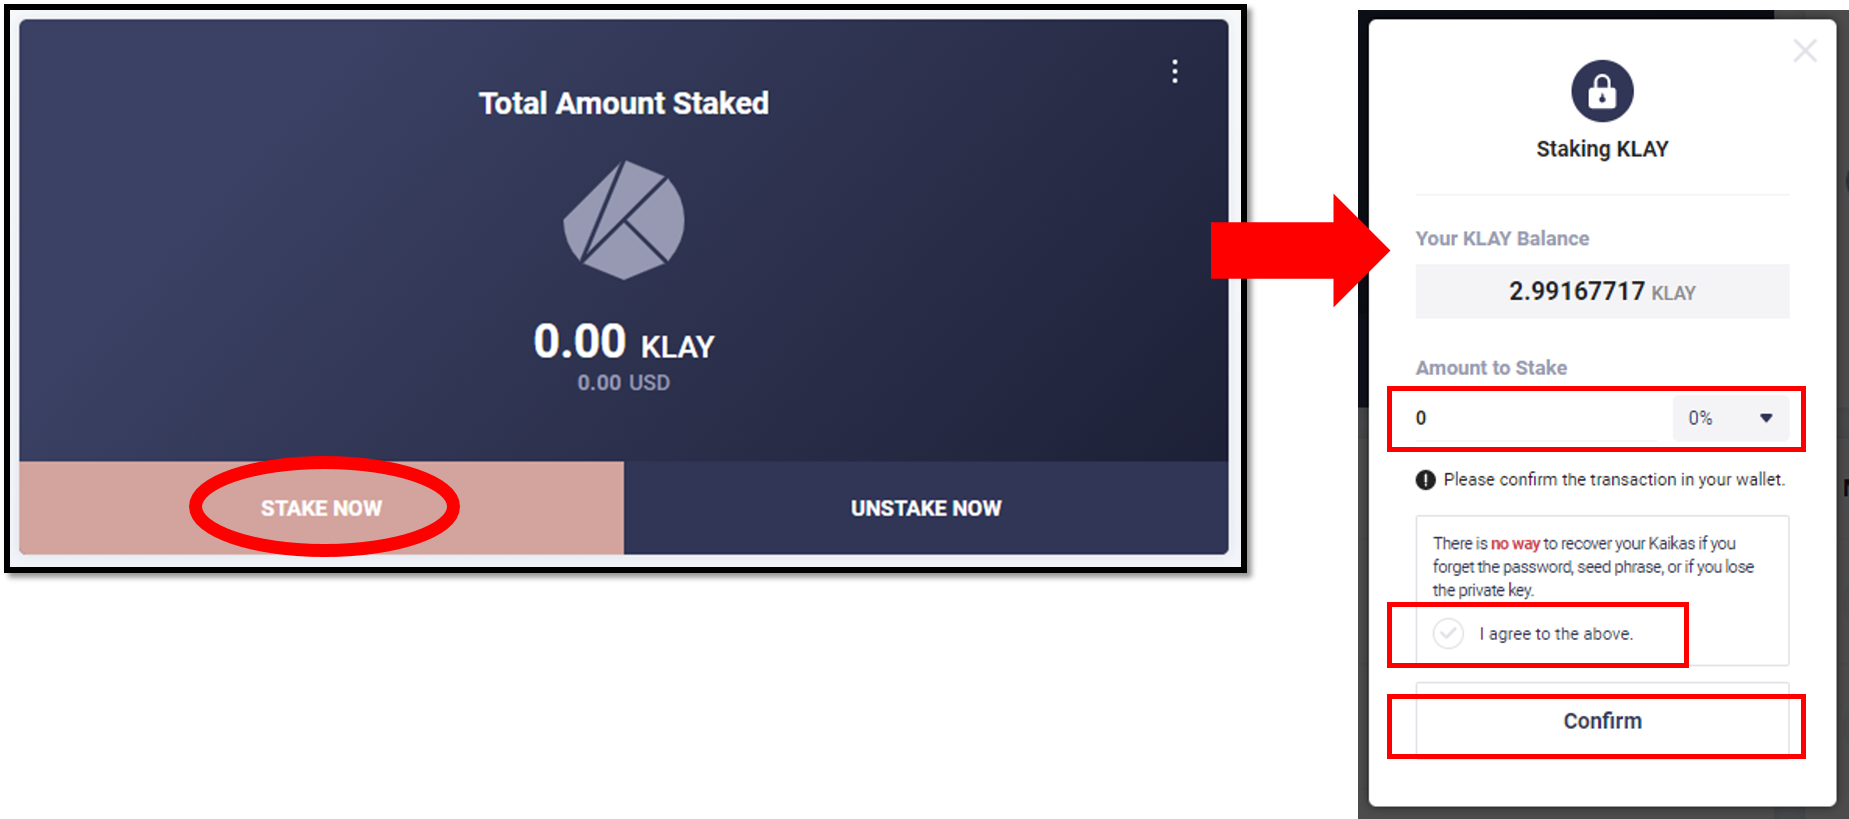 Total Amount Staked
0.00 KLAY
0.00 USD
STAKE NOW
UNSTAKE NOW
Staking KLAY
Your KLAY Balance
2.99167717 KLAY
Amount to Stake
0
0%
Please confirm the transaction in your wallet.
There is no way to recover your Kaikas if you
forget the password, seed phrase, or if you lose
the private key.
I agree to the above.
Confirm